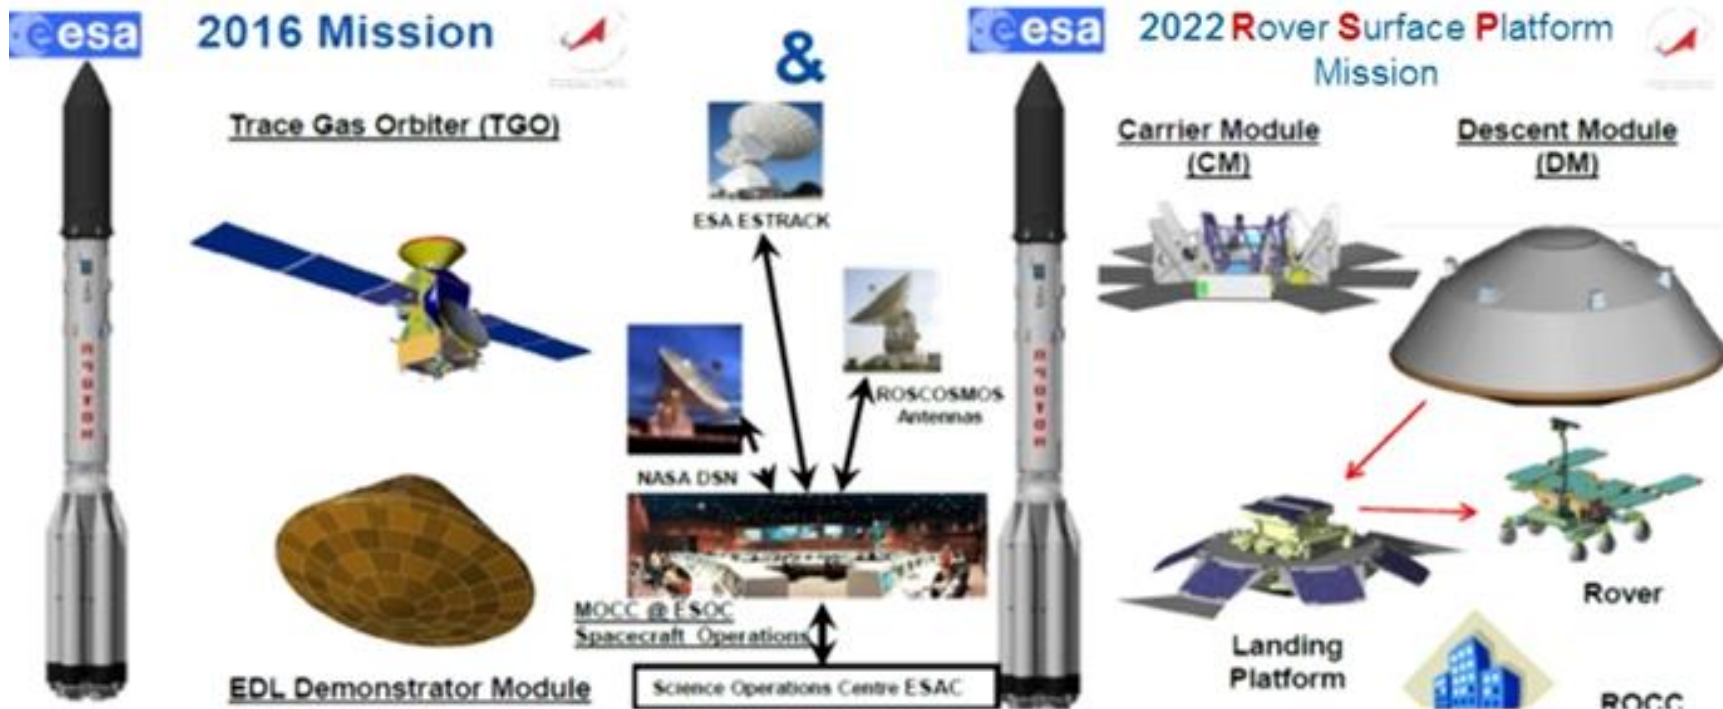 esa
2016 Mission
&
esa
2022 Rover Surface Platform
Mission
Trace Gas Orbiter (TGO)
ПРОТОН
EDL Demonstrator Module
ESA ESTRACK
ROSCOSMOS
Antennas
NASA DSN
MOCC @ ESOC
Spacecraft Operations
Science Operations Centre ESAC
ПРОТОН
Carrier Module
(CM)
Descent Module
(DM)
Rover
Landing
Platform
ROCC